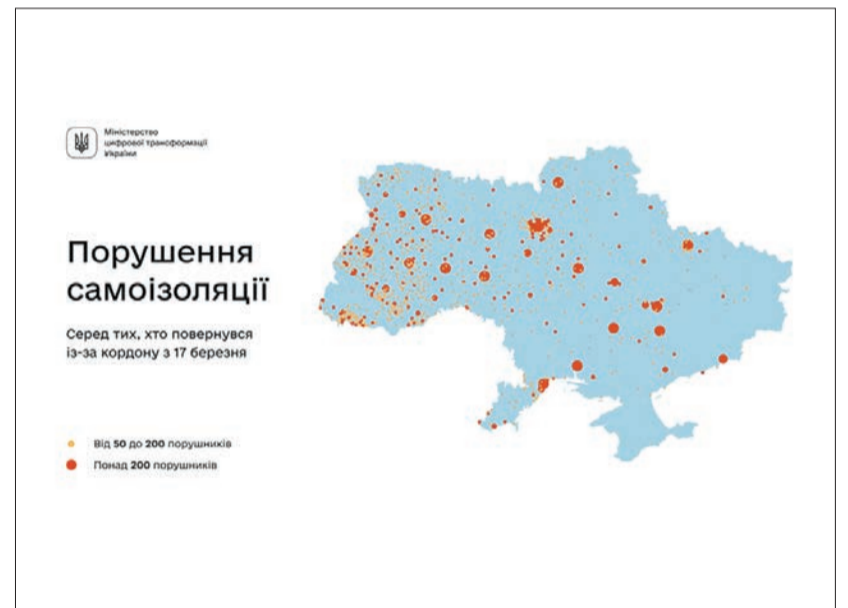 Міністерство
цифрової трансформації
України
Порушення
самоізоляції
Серед тих, хто повернувся
із-за кордону з 17 березня
Від 50 до 200 порушників
Понад 200 порушників